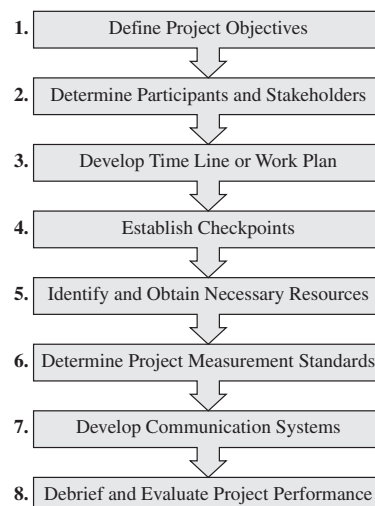 1. Define Project Objectives
2. Determine Participants and Stakeholders
3. Develop Time Line or Work Plan
4. Establish Checkpoints
5. Identify and Obtain Necessary Resources
6. Determine Project Measurement Standards
7. Develop Communication Systems
8. Debrief and Evaluate Project Performance